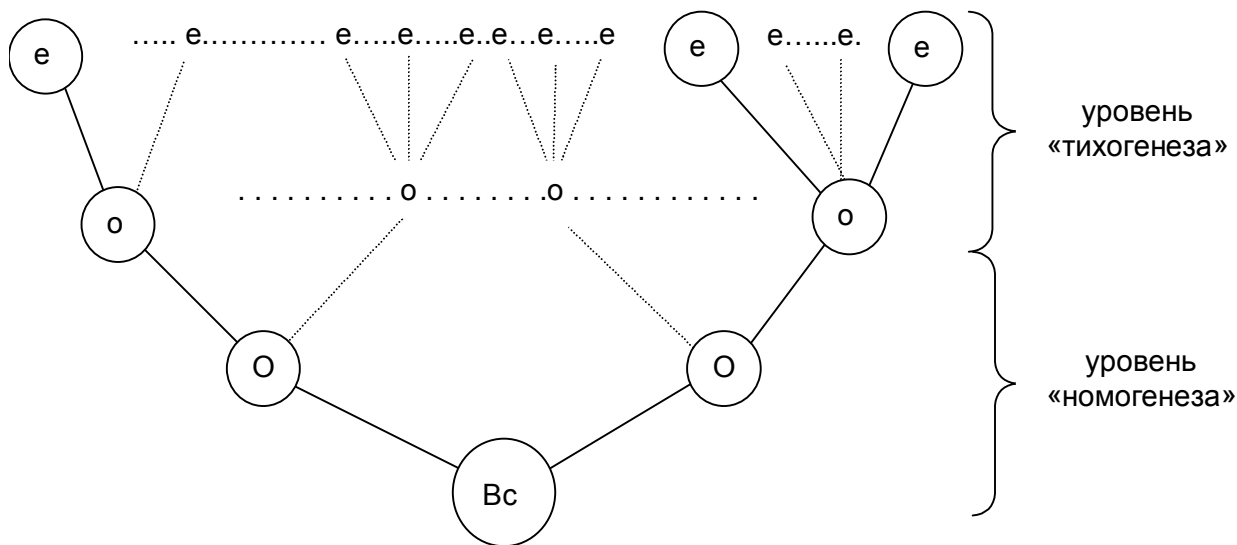 е ..... е............ е.....е.....е..е...е.....е е е......е. е
уровень
«тихогенеза»
о . . . . . . . . . . о . . . . . . . .о . . . . . . . . . . . . о
О О
уровень
«номогенеза»
Вс